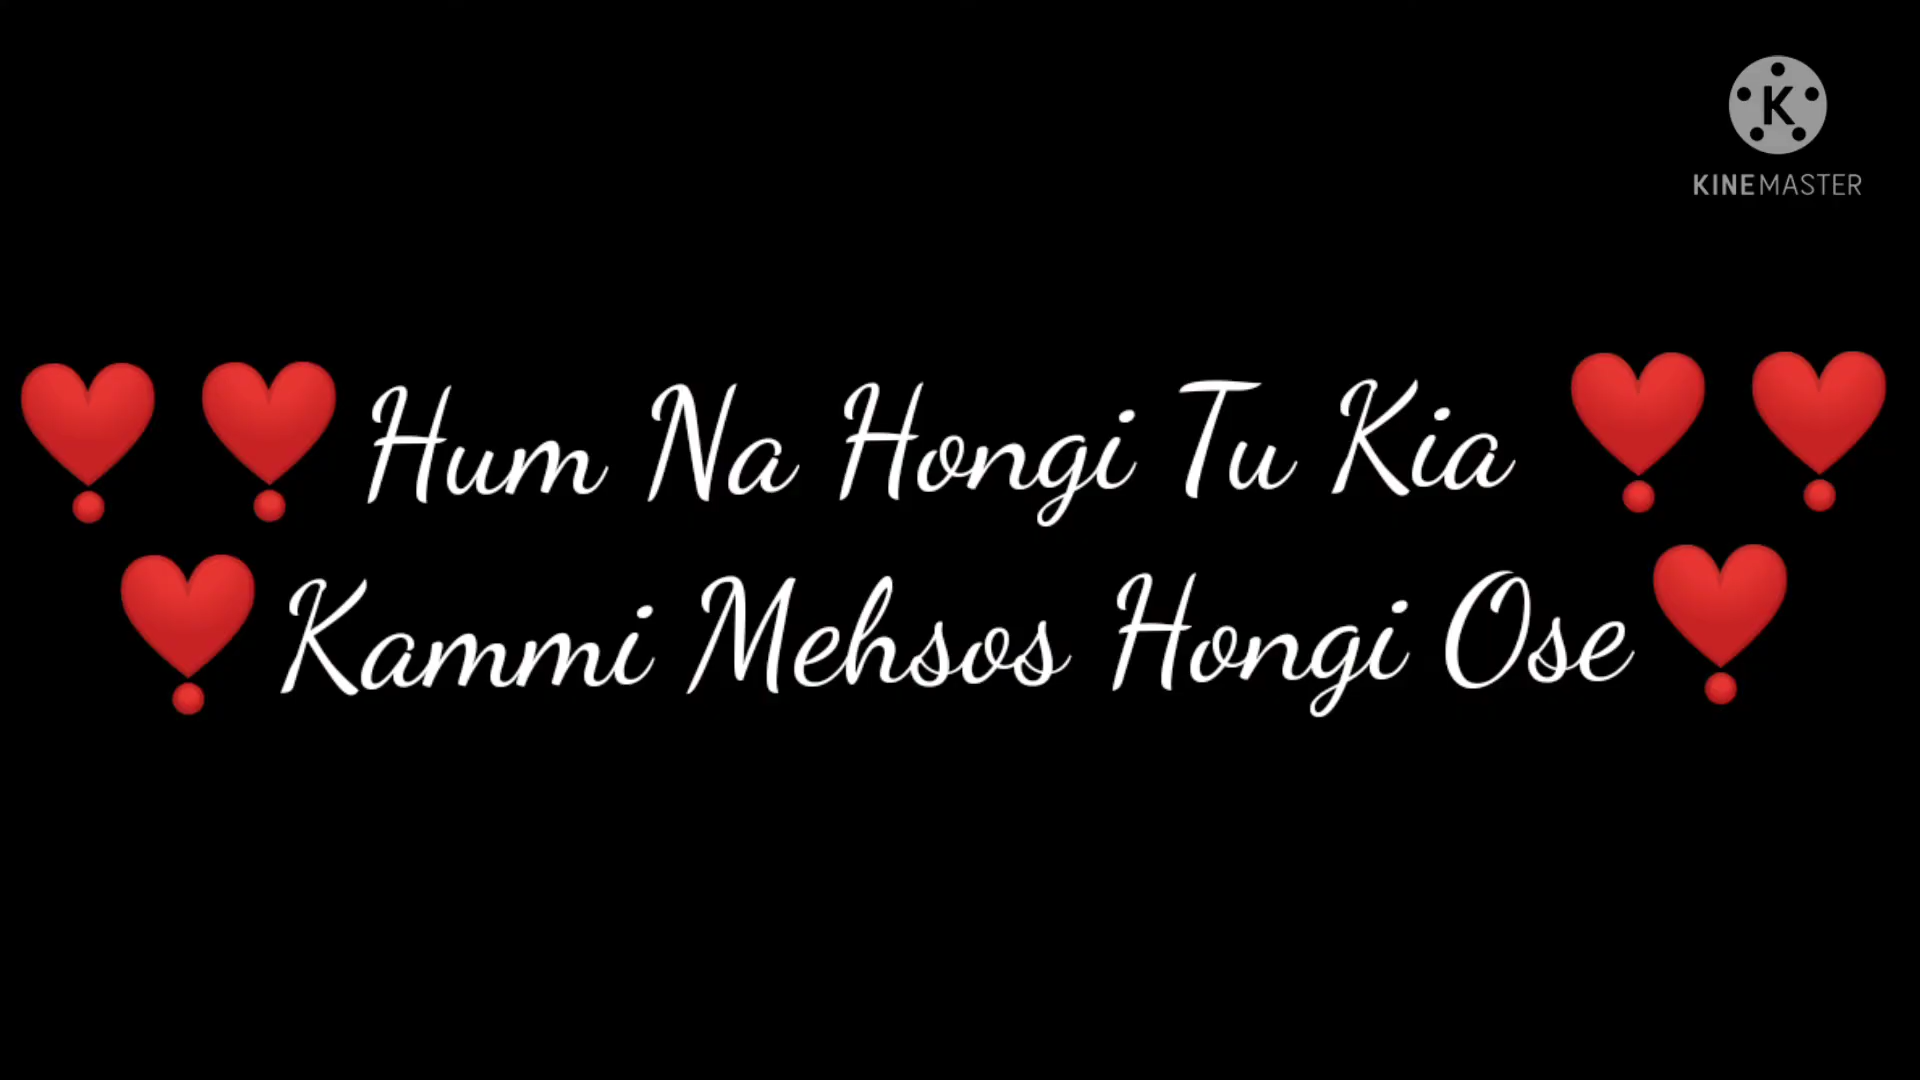 KINEMASTER
❣️ ❣️ Hum Na Hongi Tu Kia ❣️ ❣️
❣️ Kammi Mehsos Hongi Ose ❣️